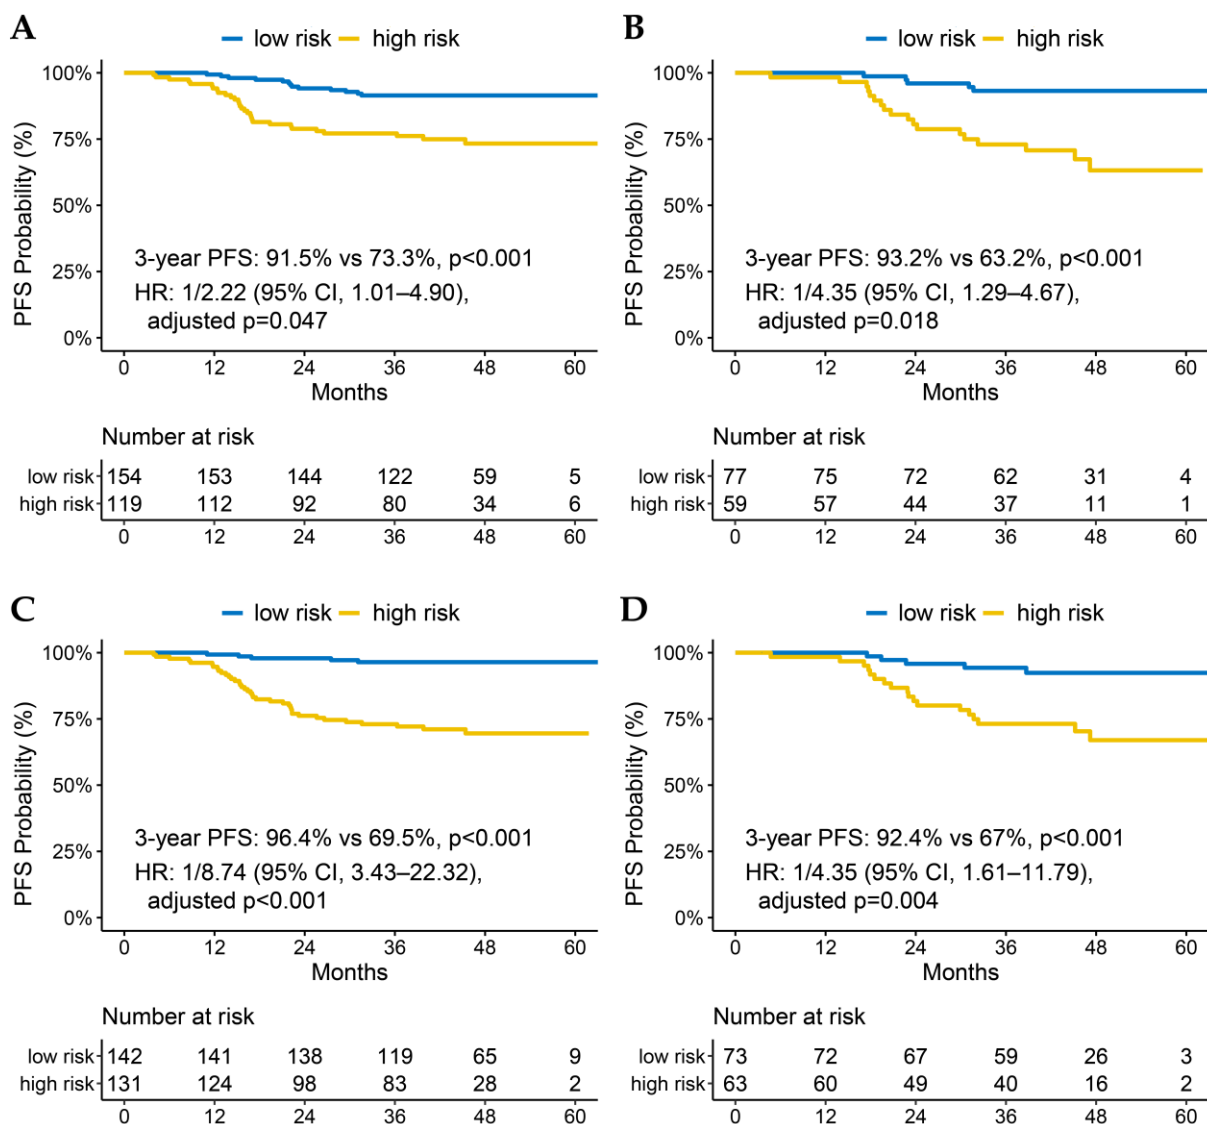 A
low risk high risk
100%
75%
50%
25%
0%
PFS Probability (%)
3-year PFS: 91.5% vs 73.3%, p<0.001
HR: 1/2.22 (95% CI, 1.01–4.90),
adjusted p=0.047
0 12 24 36 48 60
Months
Number at risk
low risk 154 153 144 122 59 5
high risk 119 112 92 80 34 6
0 12 24 36 48 60
B
low risk high risk
100%
75%
50%
25%
0%
PFS Probability (%)
3-year PFS: 93.2% vs 63.2%, p<0.001
HR: 1/4.35 (95% CI, 1.29–4.67),
adjusted p=0.018
0 12 24 36 48 60
Months
Number at risk
low risk 77 75 72 62 31 4
high risk 59 57 44 37 11 1
0 12 24 36 48 60
C
low risk high risk
100%
75%
50%
25%
0%
PFS Probability (%)
3-year PFS: 96.4% vs 69.5%, p<0.001
HR: 1/8.74 (95% CI, 3.43–22.32),
adjusted p<0.001
0 12 24 36 48 60
Months
Number at risk
low risk 142 141 138 119 65 9
high risk 131 124 98 83 28 2
0 12 24 36 48 60
D
low risk high risk
100%
75%
50%
25%
0%
PFS Probability (%)
3-year PFS: 92.4% vs 67%, p<0.001
HR: 1/4.35 (95% CI, 1.61–11.79),
adjusted p=0.004
0 12 24 36 48 60
Months
Number at risk
low risk 73 72 67 59 26 3
high risk 63 60 49 40 16 2
0 12 24 36 48 60